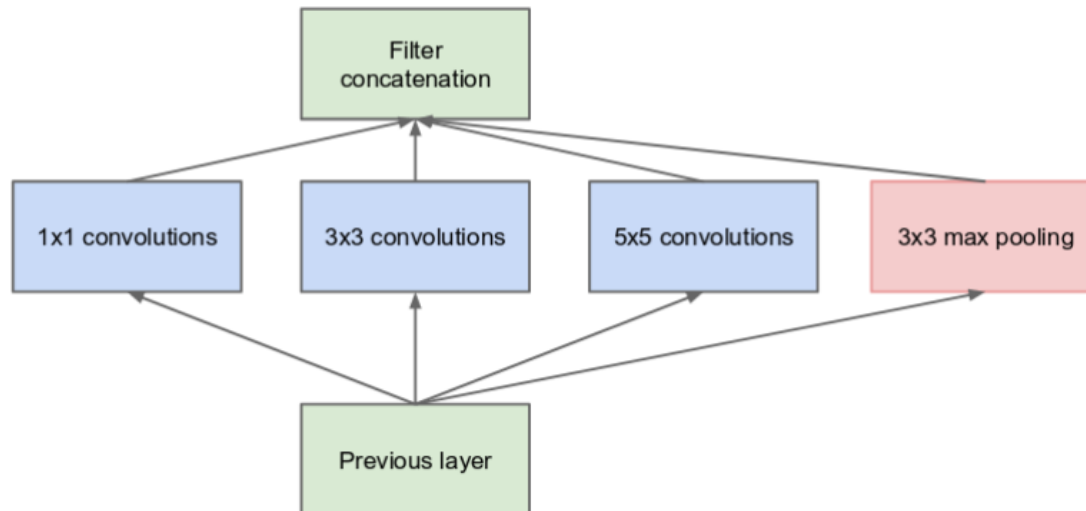 Filter
concatenation
1x1 convolutions
3x3 convolutions
5x5 convolutions
3x3 max pooling
Previous layer